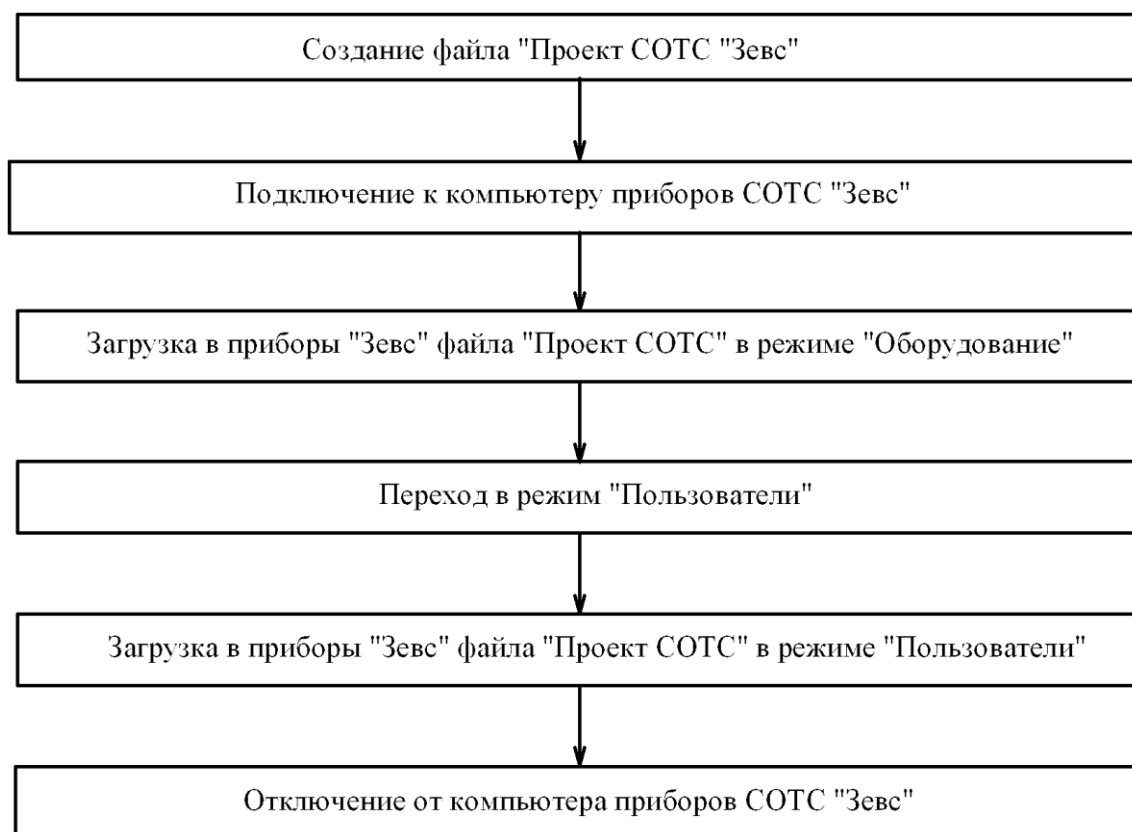 Создание файла "Проект СОТС "Зевс"
Подключение к компьютеру приборов СОТС "Зевс"
Загрузка в приборы "Зевс" файла "Проект СОТС" в режиме "Оборудование"
Переход в режим "Пользователи"
Загрузка в приборы "Зевс" файла "Проект СОТС" в режиме "Пользователи"
Отключение от компьютера приборов СОТС "Зевс"